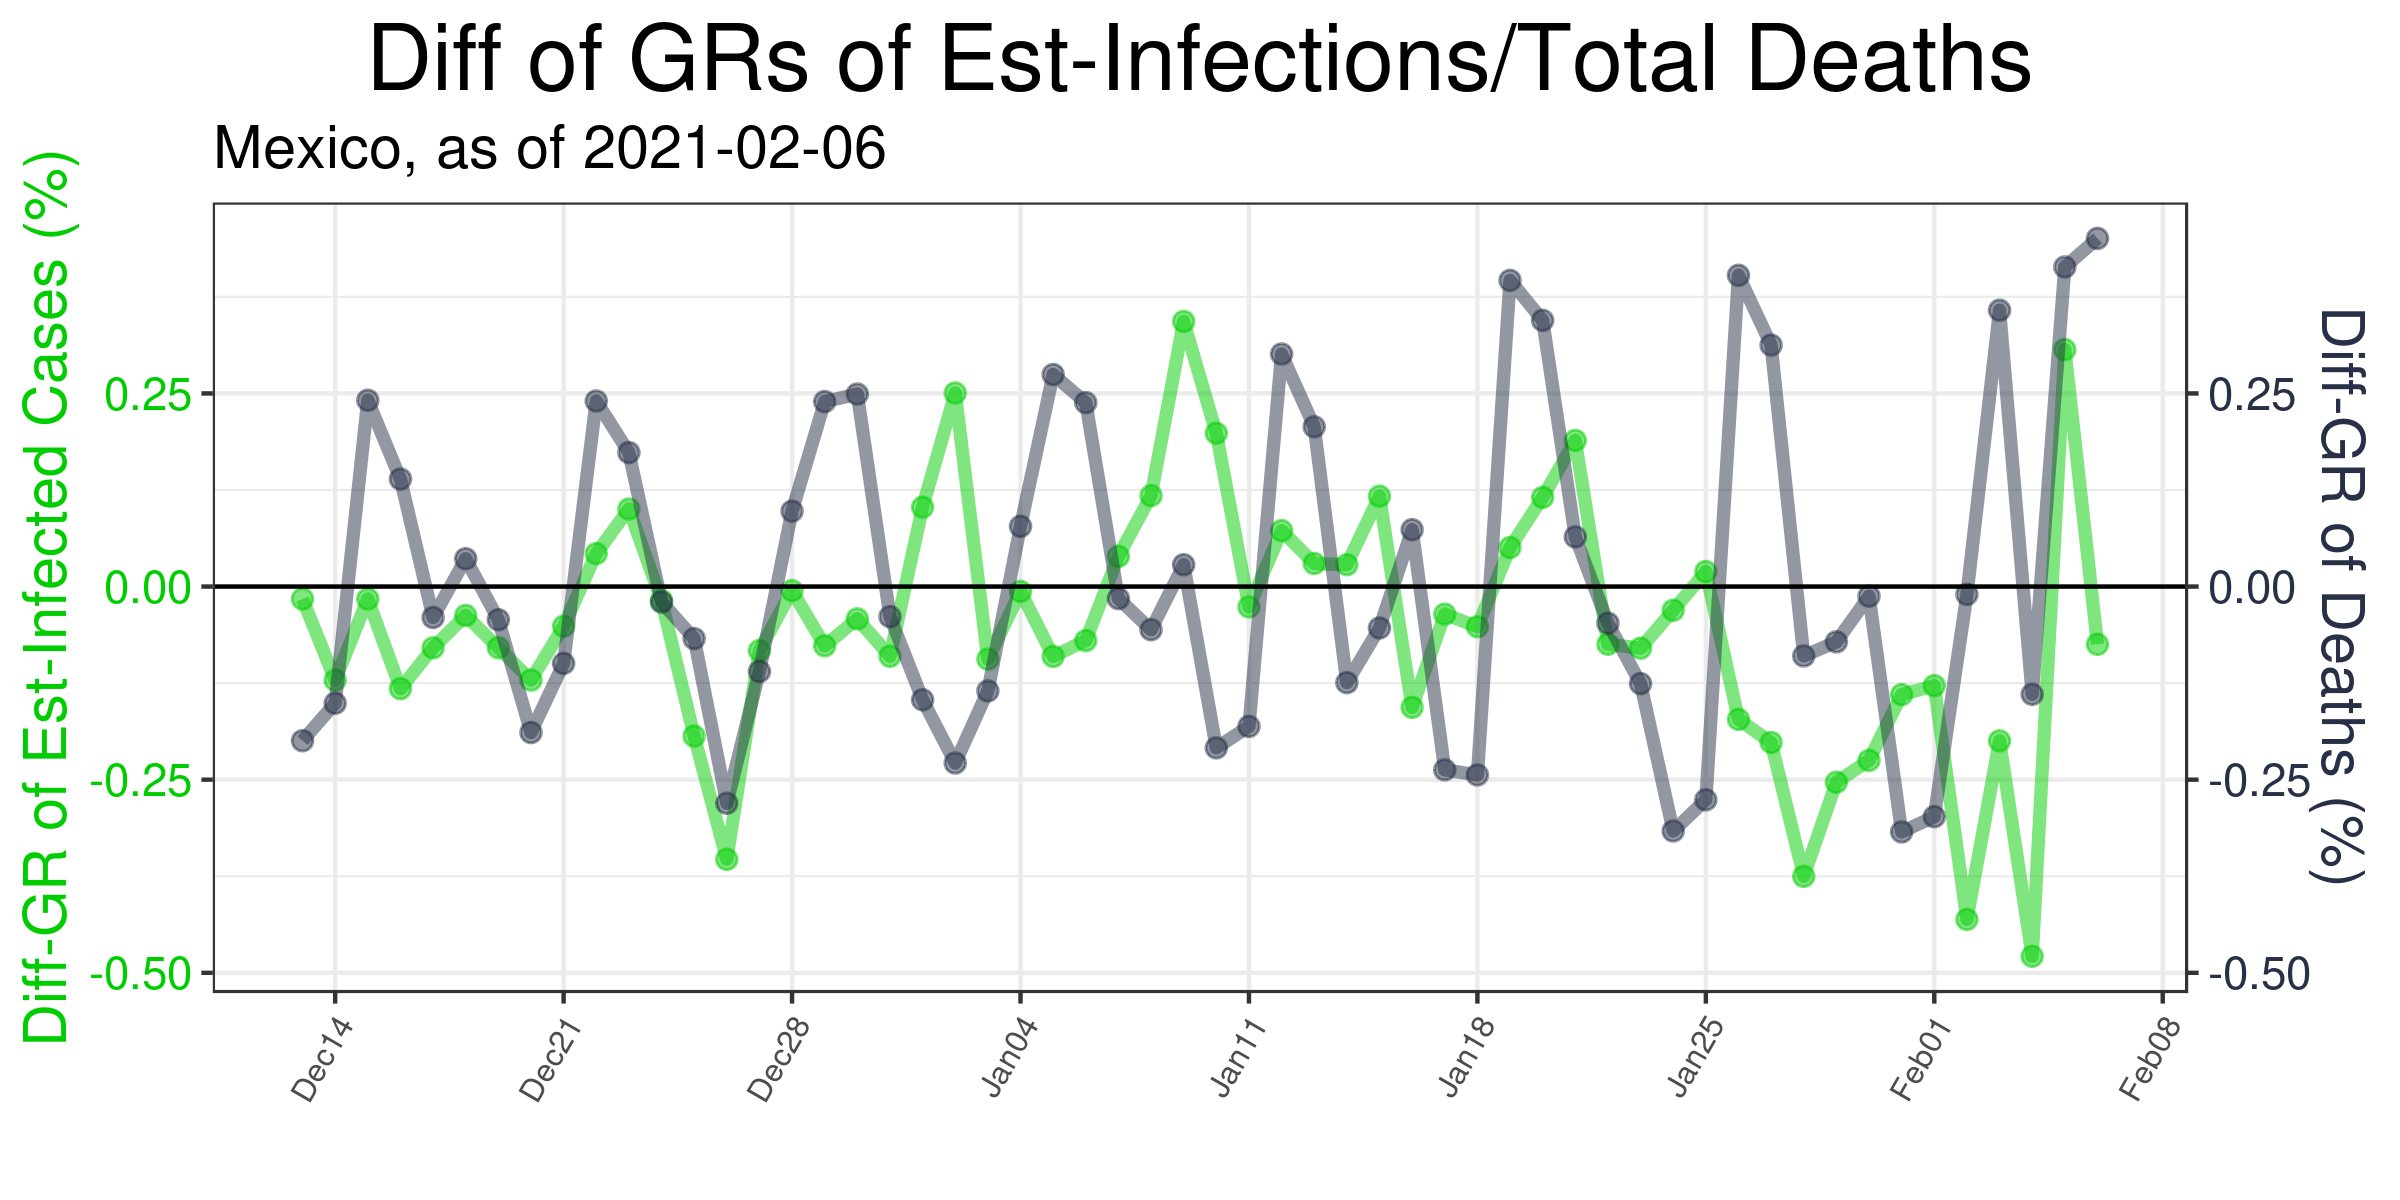 Diff of GRs of Est-Infections/Total Deaths
Mexico, as of 2021-02-06
Diff-GR of Est-Infected Cases (%)
0.25
0.00
-0.25
-0.50
0.25
0.00
-0.25
-0.50
Diff-GR of Deaths (%)
Dec14
Dec21
Dec28
Jan04
Jan11
Jan18
Jan25
Feb01
Feb08